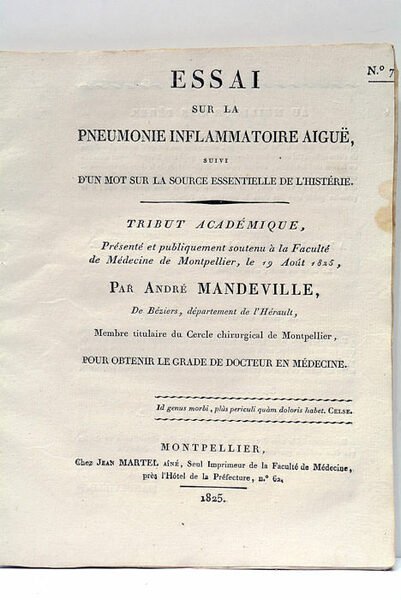 N.º 7
ESSAI
SUR LA
PNEUMONIE INFLAMMATOIRE AIGUË,
SUIVI
D'UN MOT SUR LA SOURCE ESSENTIELLE DE L'HISTÉRIE.
TRIBUT ACADÉMIQUE,
Présenté et publiquement soutenu à la Faculté
de Médecine de Montpellier, le 19 Août 1825,
PAR ANDRÉ MANDEVILLE,
De Béziers, département de l'Hérault,
Membre titulaire du Cercle chirurgical de Montpellier,
POUR OBTENIR LE GRADE DE DOCTEUR EN MÉDECINE.
Id genus morbi, plùs periculi quàm doloris habet. CELSE.
MONTPELLIER,
Chez JEAN MARTEL AÎNÉ, Seul Imprimeur de la Faculté de Médecine,
près l'Hôtel de la Préfecture, n.º 62.
1825.